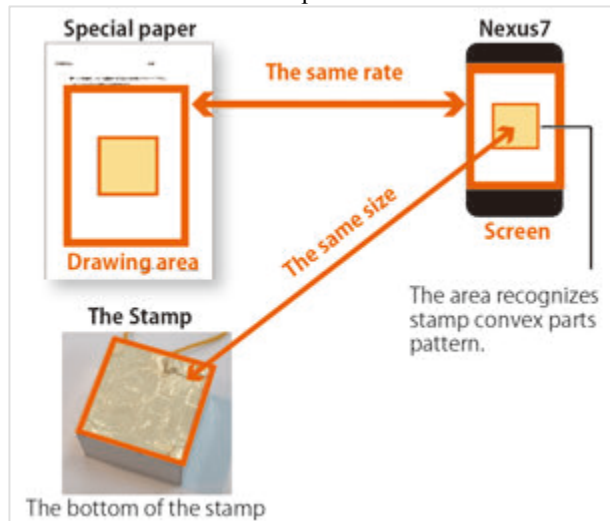 Special paper
Nexus7
The same rate
The same size
Drawing area
Screen
The Stamp
The area recognizes
stamp convex parts
pattern.
The bottom of the stamp